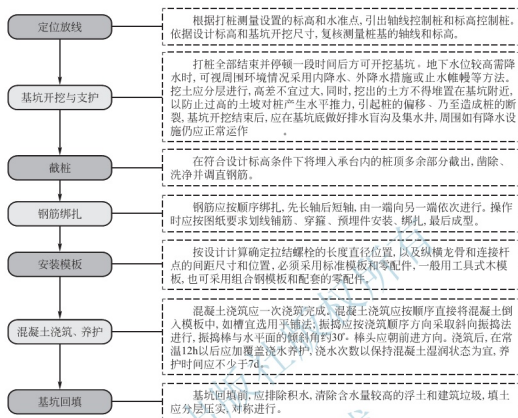 定位放线
根据打桩测量设置的标高和水准点,引出轴线控制桩和标高控制桩。
依据设计标高和基坑开挖尺寸,复核测量桩基的轴线和标高。
基坑开挖与支护
打桩全部结束并停顿一段时间后方可开挖基坑。地下水位较高需降
水时,可视周围环境情况采用内降水、外降水措施或止水帷幔等方法。
挖土应分层进行,高差不宜过大,同时,挖出的土方不得堆置在基坑附近,
以防止过高的土坡对桩产生水平推力,引起桩的偏移、乃至造成桩的断
裂,基坑开挖结束后,应在基坑底做好排水盲沟及集水井,周围如有降水设
施仍应正常运作。
截桩
在符合设计标高条件下将埋入承台内的桩顶多余部分截出,凿除、
洗净并调直钢筋。
钢筋绑扎
钢筋应按顺序绑扎,先长轴后短轴,由一端向另一端依次进行。操作
时应按图纸要求划线铺筋、穿箍、预埋件安装、绑扎,最后成型。
安装模板
按设计计算确定拉结螺栓的长度直径位置,以及纵横龙骨和连接杆
点的间距尺寸和位置,必须采用标准模板和零配件,一般用工具式木模
板,也可采用组合钢模板和配套的零配件。
混凝土浇筑、养护
混凝土浇筑应一次浇筑完成,混凝土浇筑应按顺序直接将混凝土倒
入模板中,如槽宜选用平铺法;振捣应按浇筑顺序方向采取斜向振捣法
进行,振捣棒与水平面的倾斜角约30°。棒头应朝前进方向。浇筑后,在常
温12h以后应加覆盖浇水养护,浇水次数以保持混凝土湿润状态为宜,养
护时间应不少于7d。
基坑回填
基坑回填前,应排除积水,清除含水量较高的浮土和建筑垃圾,填土
应分层压实,对称进行。